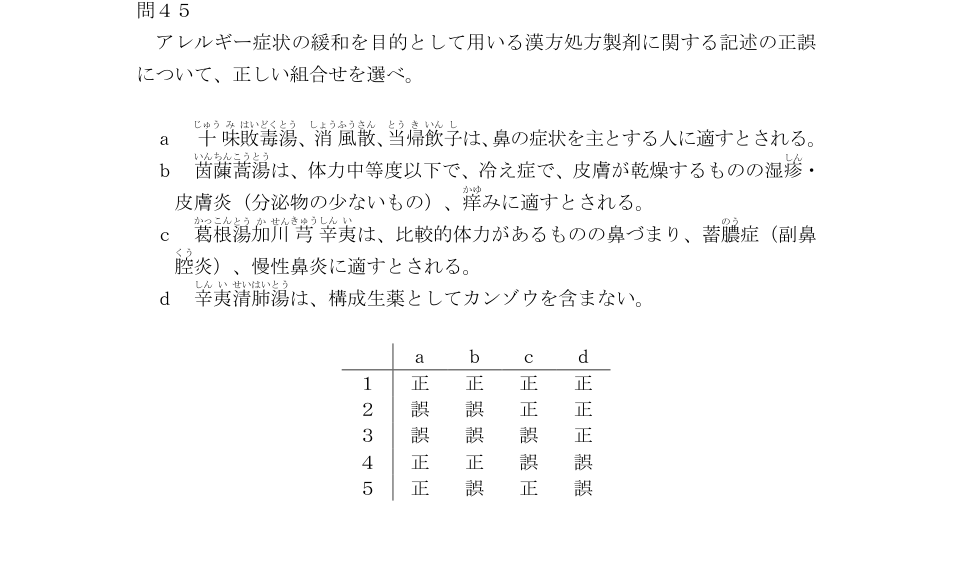 問４５
アレルギー症状の緩和を目的として用いる漢方処方製剤に関する記述の正誤
について、正しい組合せを選べ。
じゅう み はいどくとう しょうふうさん とう き いん し
a 十味敗毒湯、消風散、当帰飲子は、鼻の症状を主とする人に適すとされる。
いんちんこうとう しん
b 茵蔯蒿湯は、体力中等度以下で、冷え症で、皮膚が乾燥するものの湿疹・
かゆ
皮膚炎（分泌物の少ないもの）、痒みに適すとされる。
かっこんとう か せんきゅうしん い のう
c 葛根湯加川芎辛夷は、比較的体力があるものの鼻づまり、蓄膿症（副鼻
くう
腔炎）、慢性鼻炎に適すとされる。
しん い せいはいとう
d 辛夷清肺湯は、構成生薬としてカンゾウを含まない。
a b c d
1 正 正 正 正
2 誤 誤 正 正
3 誤 誤 誤 正
4 正 正 誤 誤
5 正 誤 正 誤